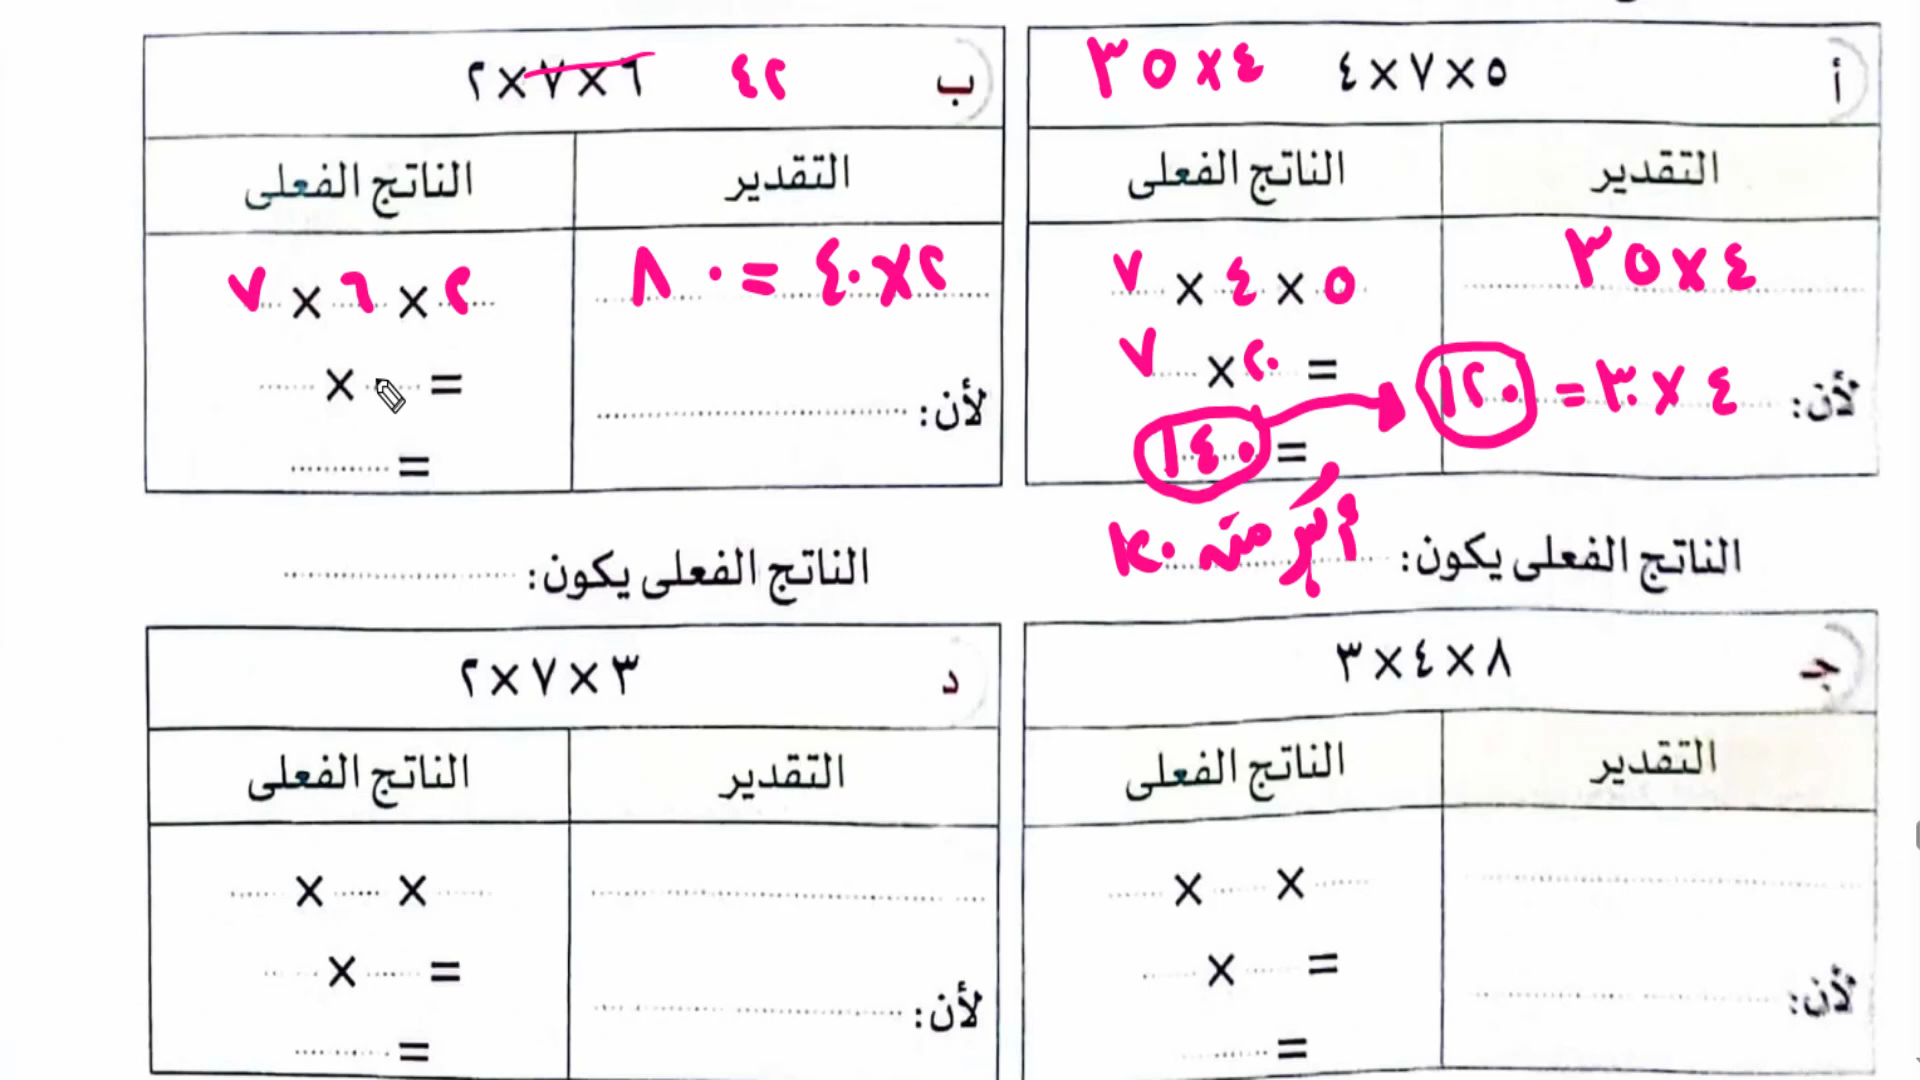 أ ٥ × ٧ × ٤ ٤ × ٣٥
التقدير الناتج الفعلى
٤ × ٣٥ ٥ × ٤ × ٧
لأن: ٤ × ٣٠ = ١٢٠ = ٢٠ × ٧
= ١٤٠
الناتج الفعلى يكون: أكبر من ١٢٠
ب ٤٢ ٦ × ٧ × ٢
التقدير الناتج الفعلى
٢ × ٤٠ = ٨٠ ٢ × ٦ × ٧
لأن: = ×
=
الناتج الفعلى يكون:
جـ ٨ × ٤ × ٣
التقدير الناتج الفعلى
× ×
لأن: = ×
=
د ٣ × ٧ × ٢
التقدير الناتج الفعلى
× ×
لأن: = ×
=